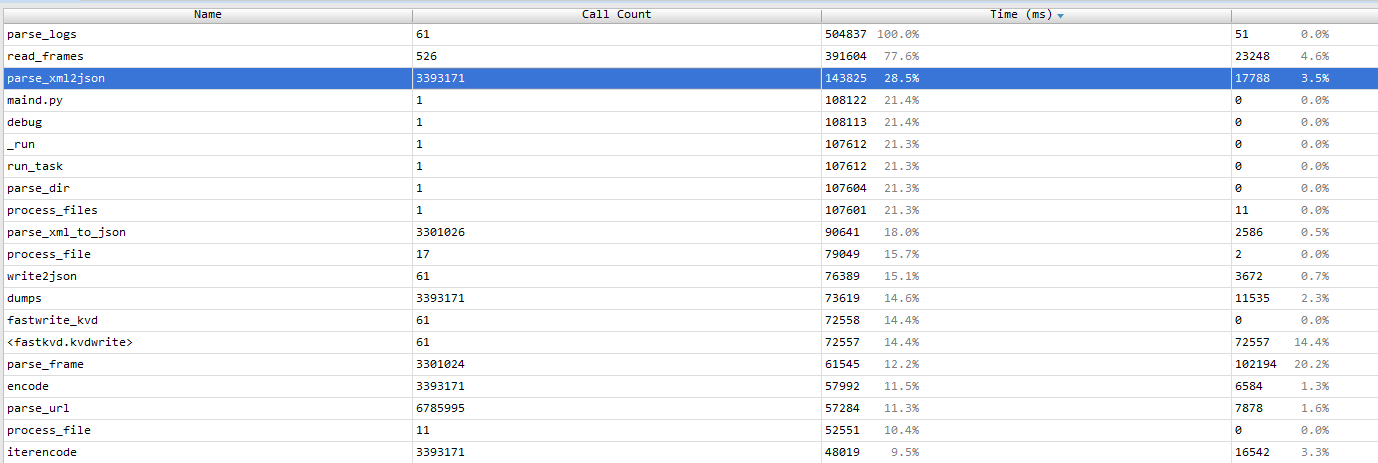 Name Call Count Time (ms)
parse_logs 61 504837 100.0% 51 0.0%
read_frames 526 391604 77.6% 23248 4.6%
parse_xml2json 3393171 143825 28.5% 17788 3.5%
maind.py 1 108122 21.4% 0 0.0%
debug 1 108113 21.4% 0 0.0%
_run 1 107612 21.3% 0 0.0%
run_task 1 107612 21.3% 0 0.0%
parse_dir 1 107604 21.3% 0 0.0%
process_files 1 107601 21.3% 11 0.0%
parse_xml_to_json 3301026 90641 18.0% 2586 0.5%
process_file 17 79049 15.7% 2 0.0%
write2json 61 76389 15.1% 3672 0.7%
dumps 3393171 73619 14.6% 11535 2.3%
fastwrite_kvd 61 72558 14.4% 0 0.0%
<fastkvd.kvdwrite> 61 72557 14.4% 72557 14.4%
parse_frame 3301024 61545 12.2% 102194 20.2%
encode 3393171 57992 11.5% 6584 1.3%
parse_url 6785995 57284 11.3% 7878 1.6%
process_file 11 52551 10.4% 0 0.0%
iterencode 3393171 48019 9.5% 16542 3.3%